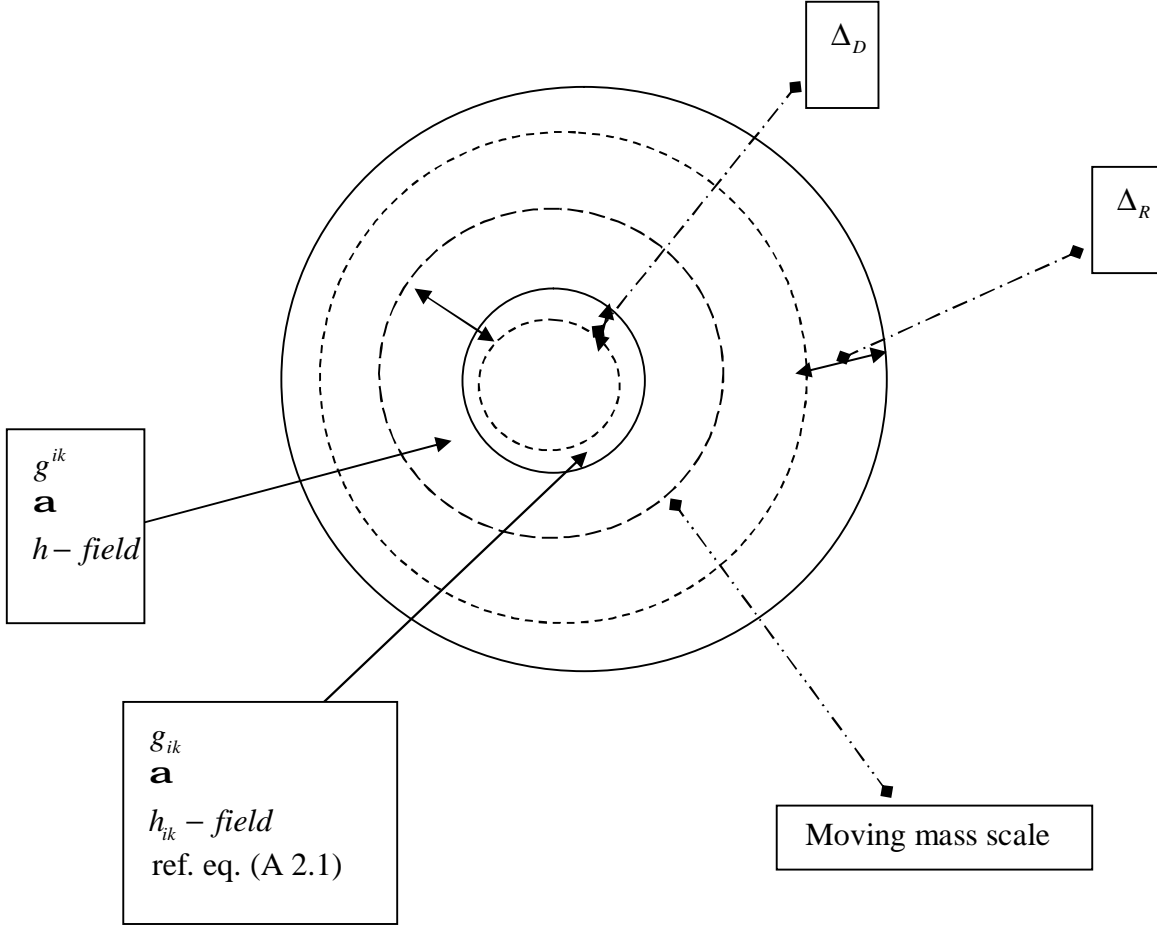 Δ_D
Δ_R
g^{ik}
a
h – field
g_{ik}
a
h_{ik} – field
ref. eq. (A 2.1)
Moving mass scale